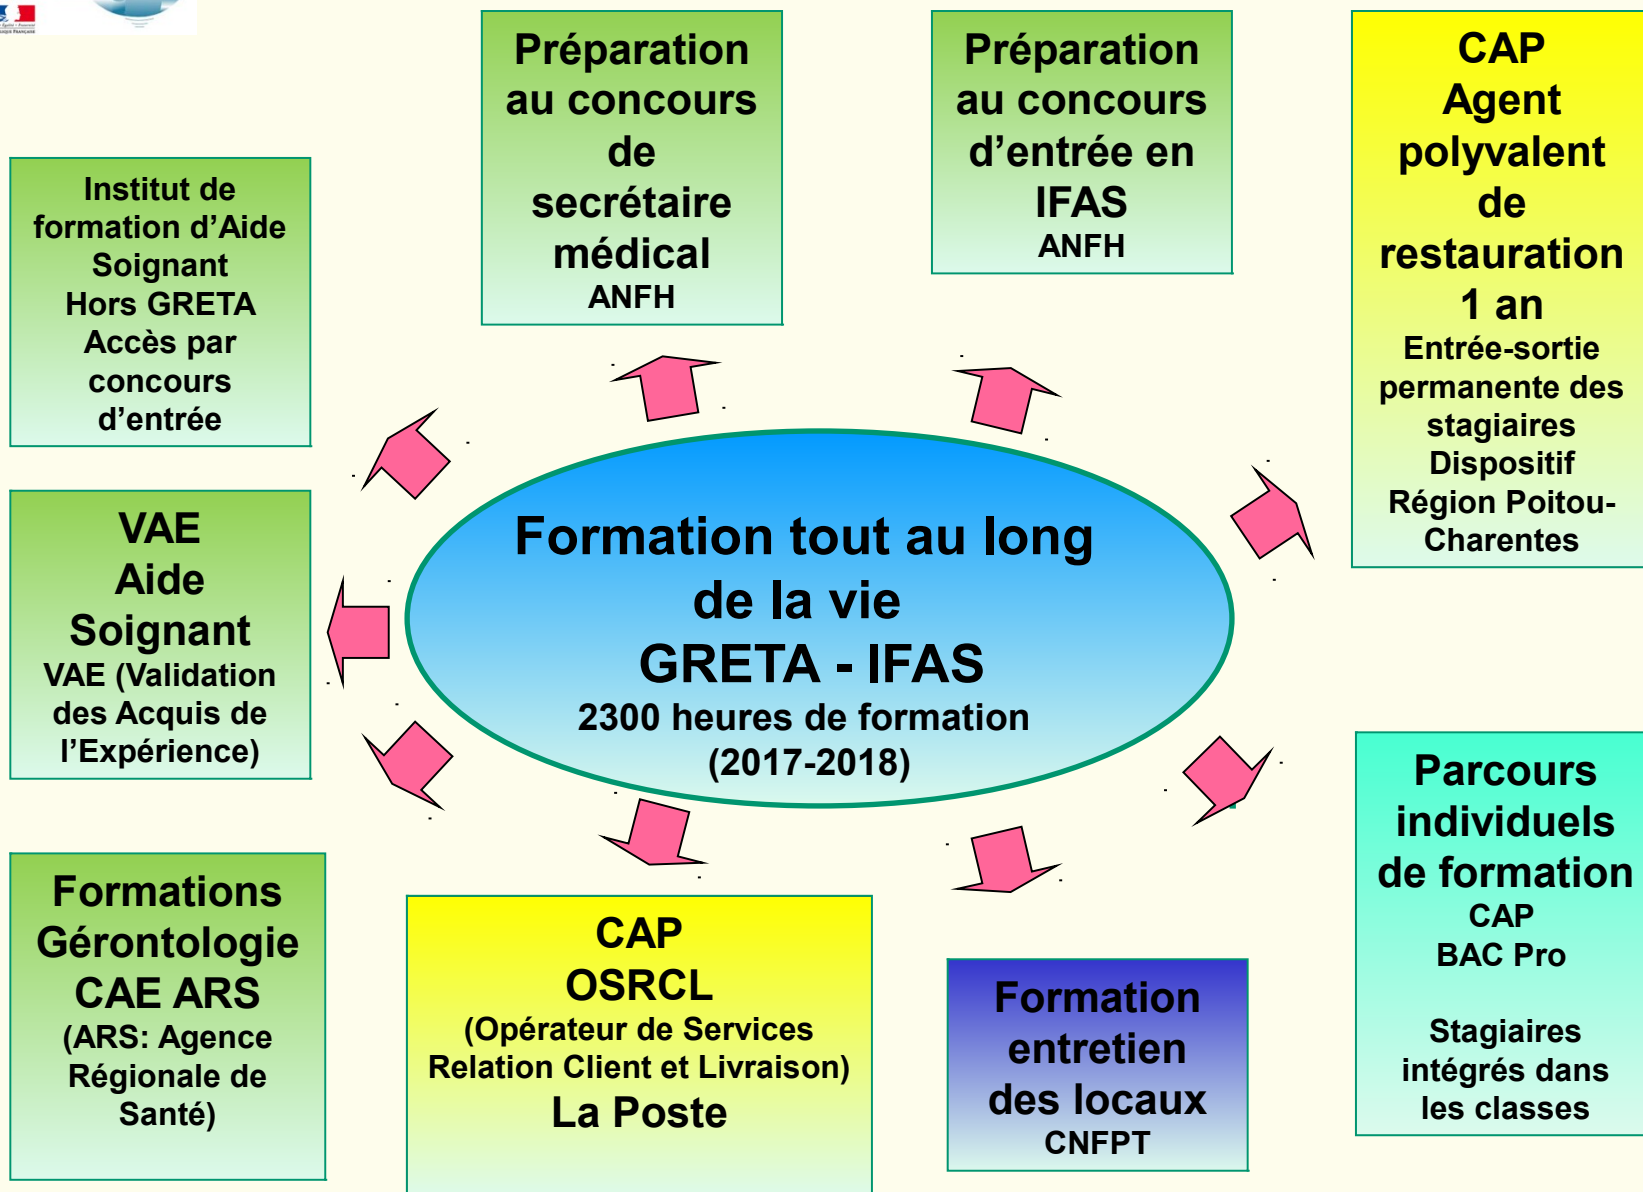 Préparation
au concours
de
secrétaire
médical
ANFH
Préparation
au concours
d’entrée en
IFAS
ANFH
CAP
Agent
polyvalent
de
restauration
1 an
Entrée-sortie
permanente des
stagiaires
Dispositif
Région Poitou-
Charentes
Institut de
formation d’Aide
Soignant
Hors GRETA
Accès par
concours
d’entrée
VAE
Aide
Soignant
VAE (Validation
des Acquis de
l’Expérience)
Formation tout au long
de la vie
GRETA - IFAS
2300 heures de formation
(2017-2018)
Formations
Gérontologie
CAE ARS
(ARS: Agence
Régionale de
Santé)
CAP
OSRCL
(Opérateur de Services
Relation Client et Livraison)
La Poste
Formation
entretien
des locaux
CNFPT
Parcours
individuels
de formation
CAP
BAC Pro
Stagiaires
intégrés dans
les classes